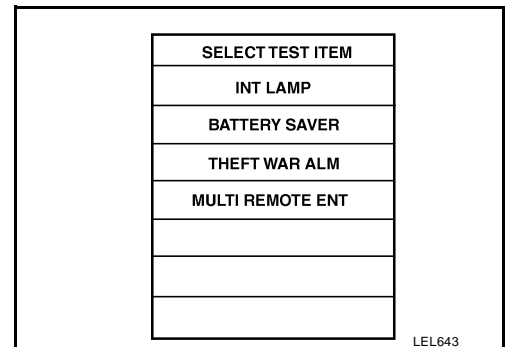 SELECT TEST ITEM
INT LAMP
BATTERY SAVER
THEFT WAR ALM
MULTI REMOTE ENT
LEL643